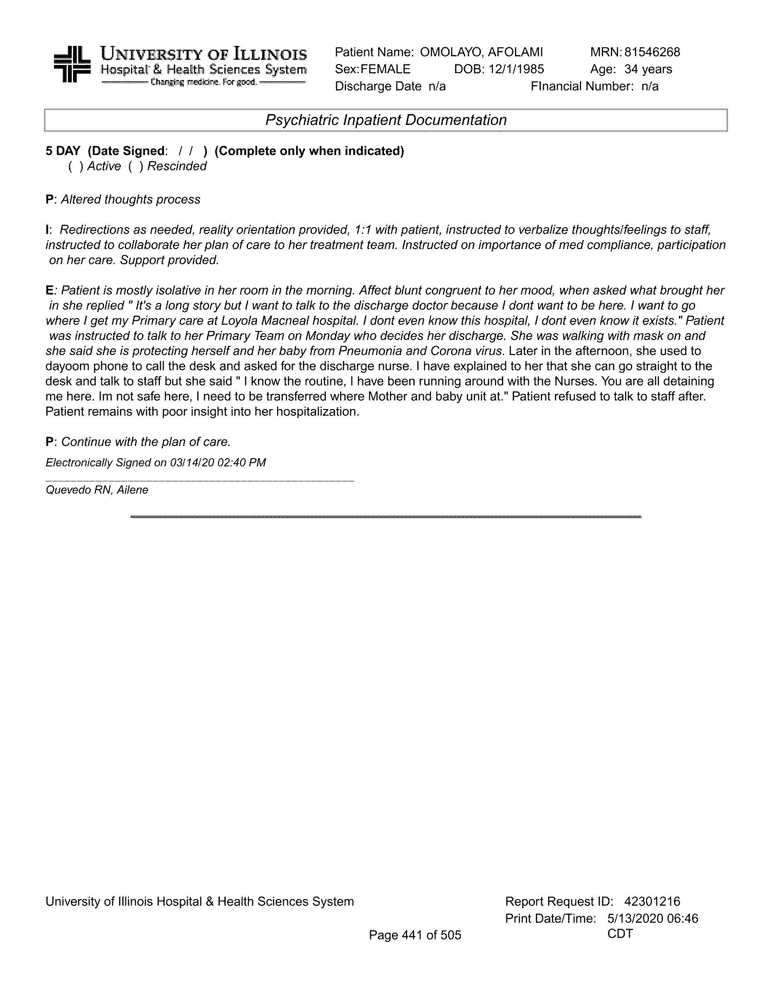 UNIVERSITY OF ILLINOIS
Hospital & Health Sciences System
Changing medicine. For good.
Patient Name: OMOLAYO, AFOLAMI MRN: 81546268
Sex: FEMALE DOB: 12/1/1985 Age: 34 years
Discharge Date n/a FInancial Number: n/a
Psychiatric Inpatient Documentation
5 DAY (Date Signed: / / ) (Complete only when indicated)
( ) Active ( ) Rescinded
P: Altered thoughts process
I: Redirections as needed, reality orientation provided, 1:1 with patient, instructed to verbalize thoughts/feelings to staff,
instructed to collaborate her plan of care to her treatment team. Instructed on importance of med compliance, participation
on her care. Support provided.
E: Patient is mostly isolative in her room in the morning. Affect blunt congruent to her mood, when asked what brought her
in she replied " It's a long story but I want to talk to the discharge doctor because I dont want to be here. I want to go
where I get my Primary care at Loyola Macneal hospital. I dont even know this hospital, I dont even know it exists." Patient
was instructed to talk to her Primary Team on Monday who decides her discharge. She was walking with mask on and
she said she is protecting herself and her baby from Pneumonia and Corona virus. Later in the afternoon, she used to
dayoom phone to call the desk and asked for the discharge nurse. I have explained to her that she can go straight to the
desk and talk to staff but she said " I know the routine, I have been running around with the Nurses. You are all detaining
me here. Im not safe here, I need to be transferred where Mother and baby unit at." Patient refused to talk to staff after.
Patient remains with poor insight into her hospitalization.
P: Continue with the plan of care.
Electronically Signed on 03/14/20 02:40 PM
Quevedo RN, Ailene
University of Illinois Hospital & Health Sciences System Report Request ID: 42301216
Print Date/Time: 5/13/2020 06:46
Page 441 of 505 CDT